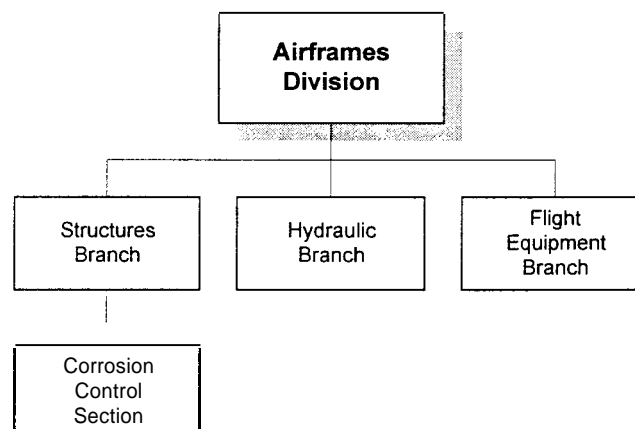 Airframes
Division
Structures
Branch
Hydraulic
Branch
Flight
Equipment
Branch
Corrosion
Control
Section